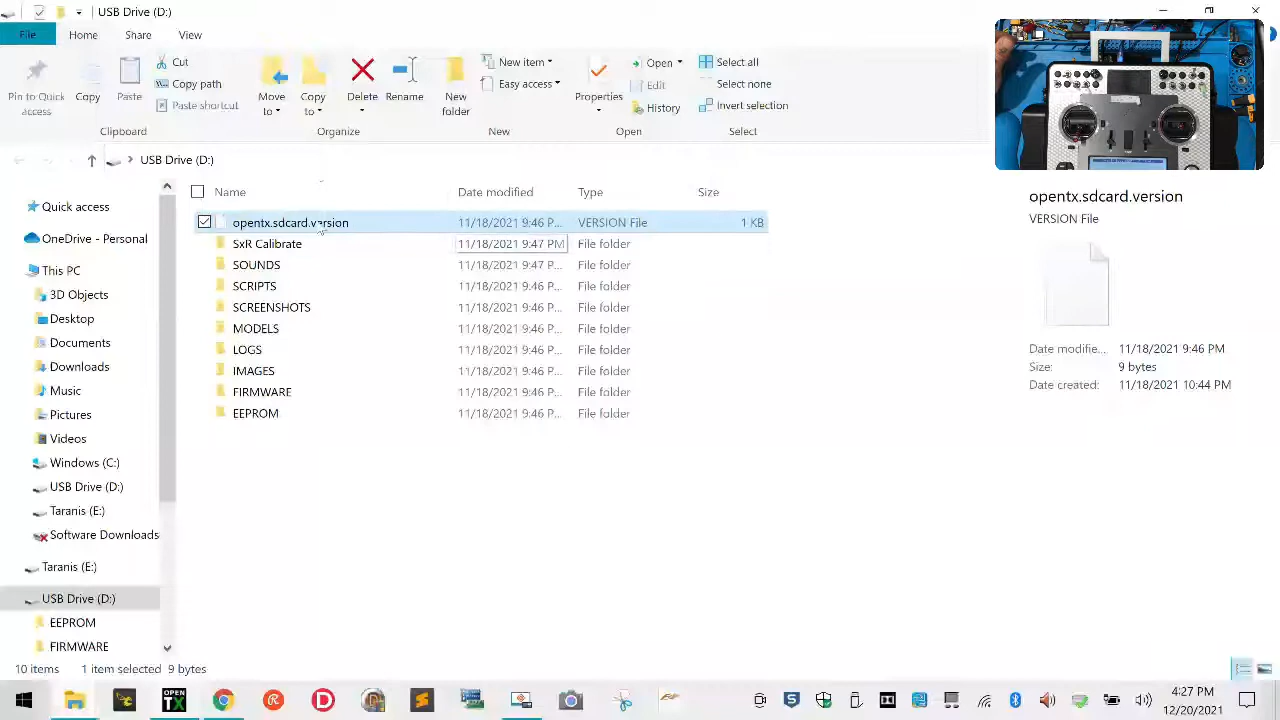 USB Drive (D:)
File Home Share View
Pin to Quick access
Copy
Paste
Cut
Copy path
Paste shortcut
Clipboard
Move to
Copy to
Organize
folder
item
Easy access
New
Properties
Open
Edit
History
Open
Select all
Select none
Invert selection
Select
USB Drive (D:)
Quick access
OneDrive - Personal
This PC
3D Objects
Desktop
Documents
Downloads
Music
Pictures
Videos
Windows (C:)
USB Drive (D:)
Taranis (E:)
Software Downloads
Taranis (E:)
USB Drive (D:)
EEPROM
FIRMWARE
Name Date modified Type Size
opentx.sdcard.version 11/18/2021 9:46 P... VERSION File 1 KB
SxR Calibrate 11/18/2021 9:47 PM File folder
SOUNDS 11/18/2021 9:47 P... File folder
SCRIPTS 11/18/2021 9:46 P... File folder
SCREENSHOTS 11/18/2021 9:46 P... File folder
MODELS 11/18/2021 9:46 P... File folder
LOGS 11/18/2021 9:46 P... File folder
IMAGES 11/18/2021 9:46 P... File folder
FIRMWARE 11/18/2021 9:46 P... File folder
EEPROM 11/18/2021 9:46 P... File folder
opentx.sdcard.version
VERSION File
Date modifie... 11/18/2021 9:46 PM
Size: 9 bytes
Date created: 11/18/2021 10:44 PM
10 items 1 item selected 9 bytes
OPEN
TX
4:27 PM
12/20/2021